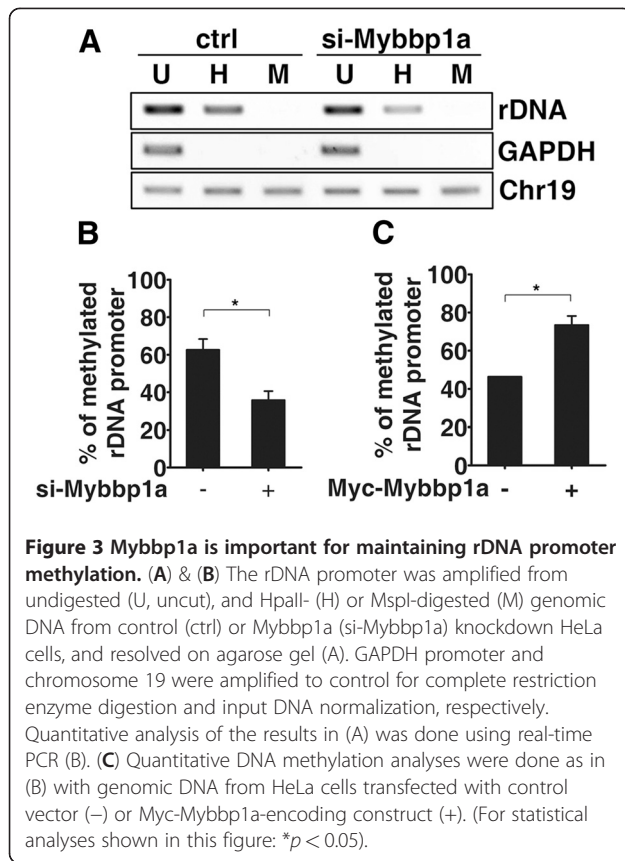 A
ctrl si-Mybbp1a
U H M U H M
rDNA
GAPDH
Chr19
B
% of methylated
rDNA promoter
100
80
60
40
20
0
*
si-Mybbp1a - +
C
% of methylated
rDNA promoter
100
80
60
40
20
0
*
Myc-Mybbp1a - +
Figure 3 Mybbp1a is important for maintaining rDNA promoter
methylation. (A) & (B) The rDNA promoter was amplified from
undigested (U, uncut), and HpaII- (H) or MspI-digested (M) genomic
DNA from control (ctrl) or Mybbp1a (si-Mybbp1a) knockdown HeLa
cells, and resolved on agarose gel (A). GAPDH promoter and
chromosome 19 were amplified to control for complete restriction
enzyme digestion and input DNA normalization, respectively.
Quantitative analysis of the results in (A) was done using real-time
PCR (B). (C) Quantitative DNA methylation analyses were done as in
(B) with genomic DNA from HeLa cells transfected with control
vector (−) or Myc-Mybbp1a-encoding construct (+). (For statistical
analyses shown in this figure: *p < 0.05).